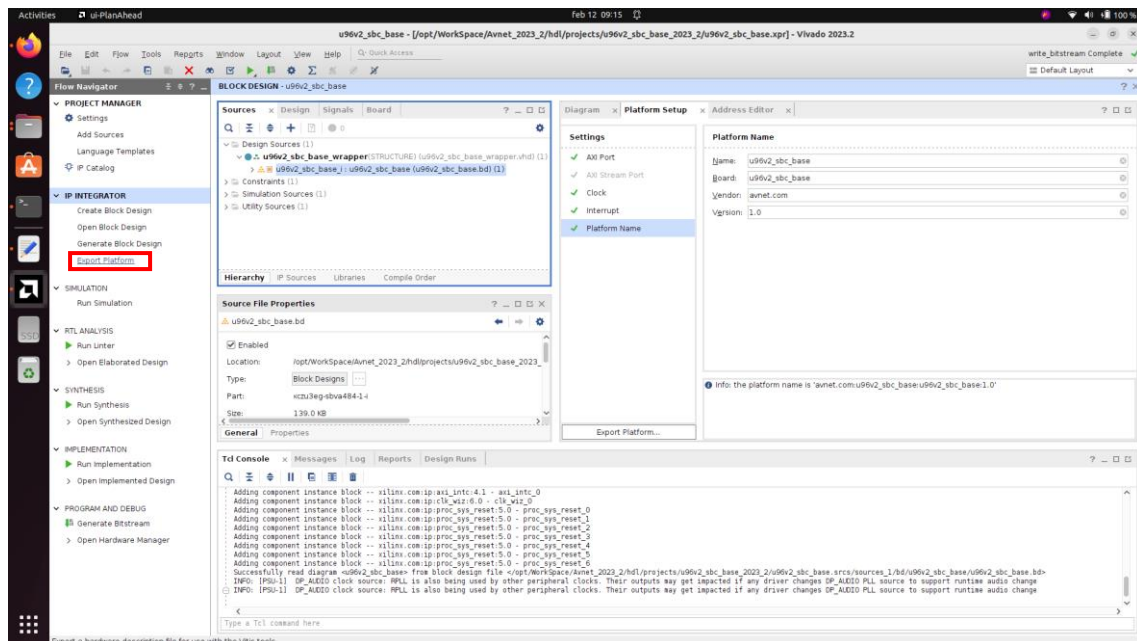 Activities ui-PlanAhead Feb 12 09:15 100 %
u96v2_sbc_base - [/opt/WorkSpace/Avnet_2023_2/hdl/projects/u96v2_sbc_base_2023_2/u96v2_sbc_base.xpr] - Vivado 2023.2
File Edit Flow Tools Reports Window Layout View Help Quick Access write_bitstream Complete
Default Layout
Flow Navigator
BLOCK DESIGN - u96v2_sbc_base
PROJECT MANAGER
Settings
Add Sources
Language Templates
IP Catalog
IP INTEGRATOR
Create Block Design
Open Block Design
Generate Block Design
Export Platform
SIMULATION
Run Simulation
RTL ANALYSIS
Run Linter
Open Elaborated Design
SYNTHESIS
Run Synthesis
Open Synthesized Design
IMPLEMENTATION
Run Implementation
Open Implemented Design
PROGRAM AND DEBUG
Generate Bitstream
Open Hardware Manager
Sources Design Signals Board
0
Design Sources (1)
u96v2_sbc_base_wrapper(STRUCTURE) (u96v2_sbc_base_wrapper.vhd) (1)
u96v2_sbc_base_i : u96v2_sbc_base (u96v2_sbc_base.bd) (1)
Constraints (1)
Simulation Sources (1)
Utility Sources (1)
Hierarchy IP Sources Libraries Compile Order
Source File Properties
u96v2_sbc_base.bd
Enabled
Location: /opt/WorkSpace/Avnet_2023_2/hdl/projects/u96v2_sbc_base_2023_
Type: Block Designs
Part: xczu3eg-sbva484-1-i
Size: 139.0 KB
General Properties
Diagram Platform Setup Address Editor
Settings
AXI Port
AXI Stream Port
Clock
Interrupt
Platform Name
Export Platform...
Platform Name
Name: u96v2_sbc_base
Board: u96v2_sbc_base
Vendor: avnet.com
Version: 1.0
Info: the platform name is 'avnet.com:u96v2_sbc_base:u96v2_sbc_base:1.0'
Tcl Console Messages Log Reports Design Runs
Adding component instance block -- xilinx.com:ip:axi_intc:4.1 - axi_intc_0
Adding component instance block -- xilinx.com:ip:clk_wiz:6.0 - clk_wiz_0
Adding component instance block -- xilinx.com:ip:proc_sys_reset:5.0 - proc_sys_reset_0
Adding component instance block -- xilinx.com:ip:proc_sys_reset:5.0 - proc_sys_reset_1
Adding component instance block -- xilinx.com:ip:proc_sys_reset:5.0 - proc_sys_reset_2
Adding component instance block -- xilinx.com:ip:proc_sys_reset:5.0 - proc_sys_reset_3
Adding component instance block -- xilinx.com:ip:proc_sys_reset:5.0 - proc_sys_reset_4
Adding component instance block -- xilinx.com:ip:proc_sys_reset:5.0 - proc_sys_reset_5
Adding component instance block -- xilinx.com:ip:proc_sys_reset:5.0 - proc_sys_reset_6
Successfully read diagram <u96v2_sbc_base> from block design file </opt/WorkSpace/Avnet_2023_2/hdl/projects/u96v2_sbc_base_2023_2/u96v2_sbc_base.srcs/sources_1/bd/u96v2_sbc_base/u96v2_sbc_base.bd>
INFO: [PSU-1] DP_AUDIO clock source: RPLL is also being used by other peripheral clocks. Their outputs may get impacted if any driver changes DP_AUDIO PLL source to support runtime audio change
INFO: [PSU-1] DP_AUDIO clock source: RPLL is also being used by other peripheral clocks. Their outputs may get impacted if any driver changes DP_AUDIO PLL source to support runtime audio change
Type a Tcl command here
Export a hardware description file for use with the Vitis tools